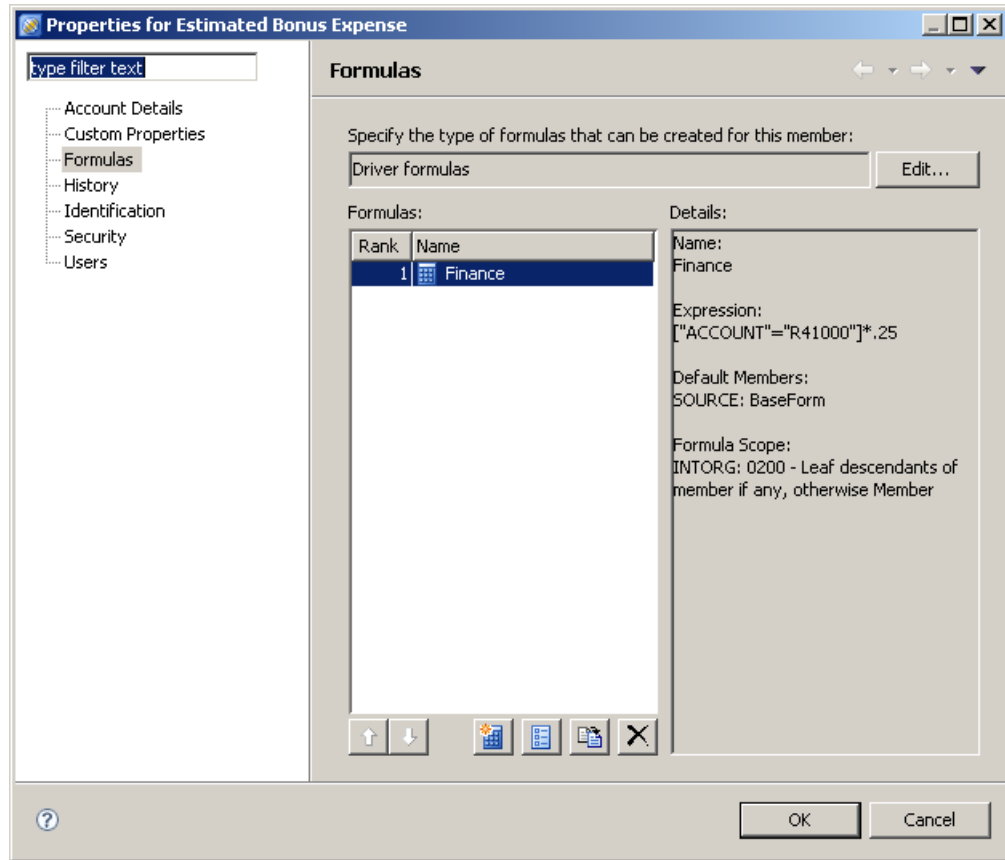 Properties for Estimated Bonus Expense
type filter text
Account Details
Custom Properties
Formulas
History
Identification
Security
Users
Formulas
Specify the type of formulas that can be created for this member:
Driver formulas
Edit...
Formulas:
Rank Name
1 Finance
Details:
Name:
Finance
Expression:
["ACCOUNT"="R41000"]*.25
Default Members:
SOURCE: BaseForm
Formula Scope:
INTORG: 0200 - Leaf descendants of
member if any, otherwise Member
?
OK
Cancel